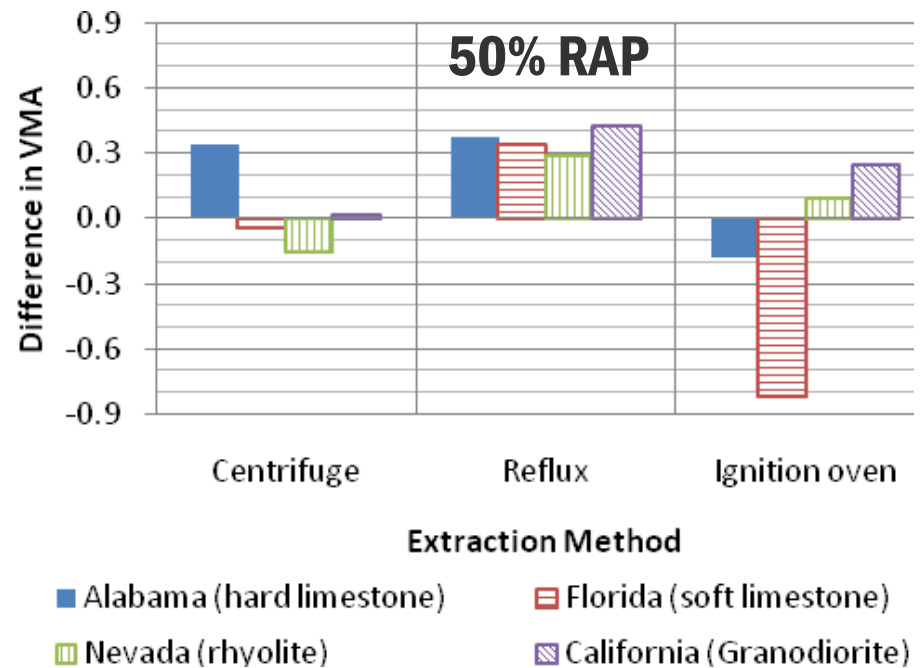 50% RAP
Difference in VMA
0.9
0.6
0.3
0.0
-0.3
-0.6
-0.9
Centrifuge Reflux Ignition oven
Extraction Method
Alabama (hard limestone) Florida (soft limestone)
Nevada (rhyolite) California (Granodiorite)